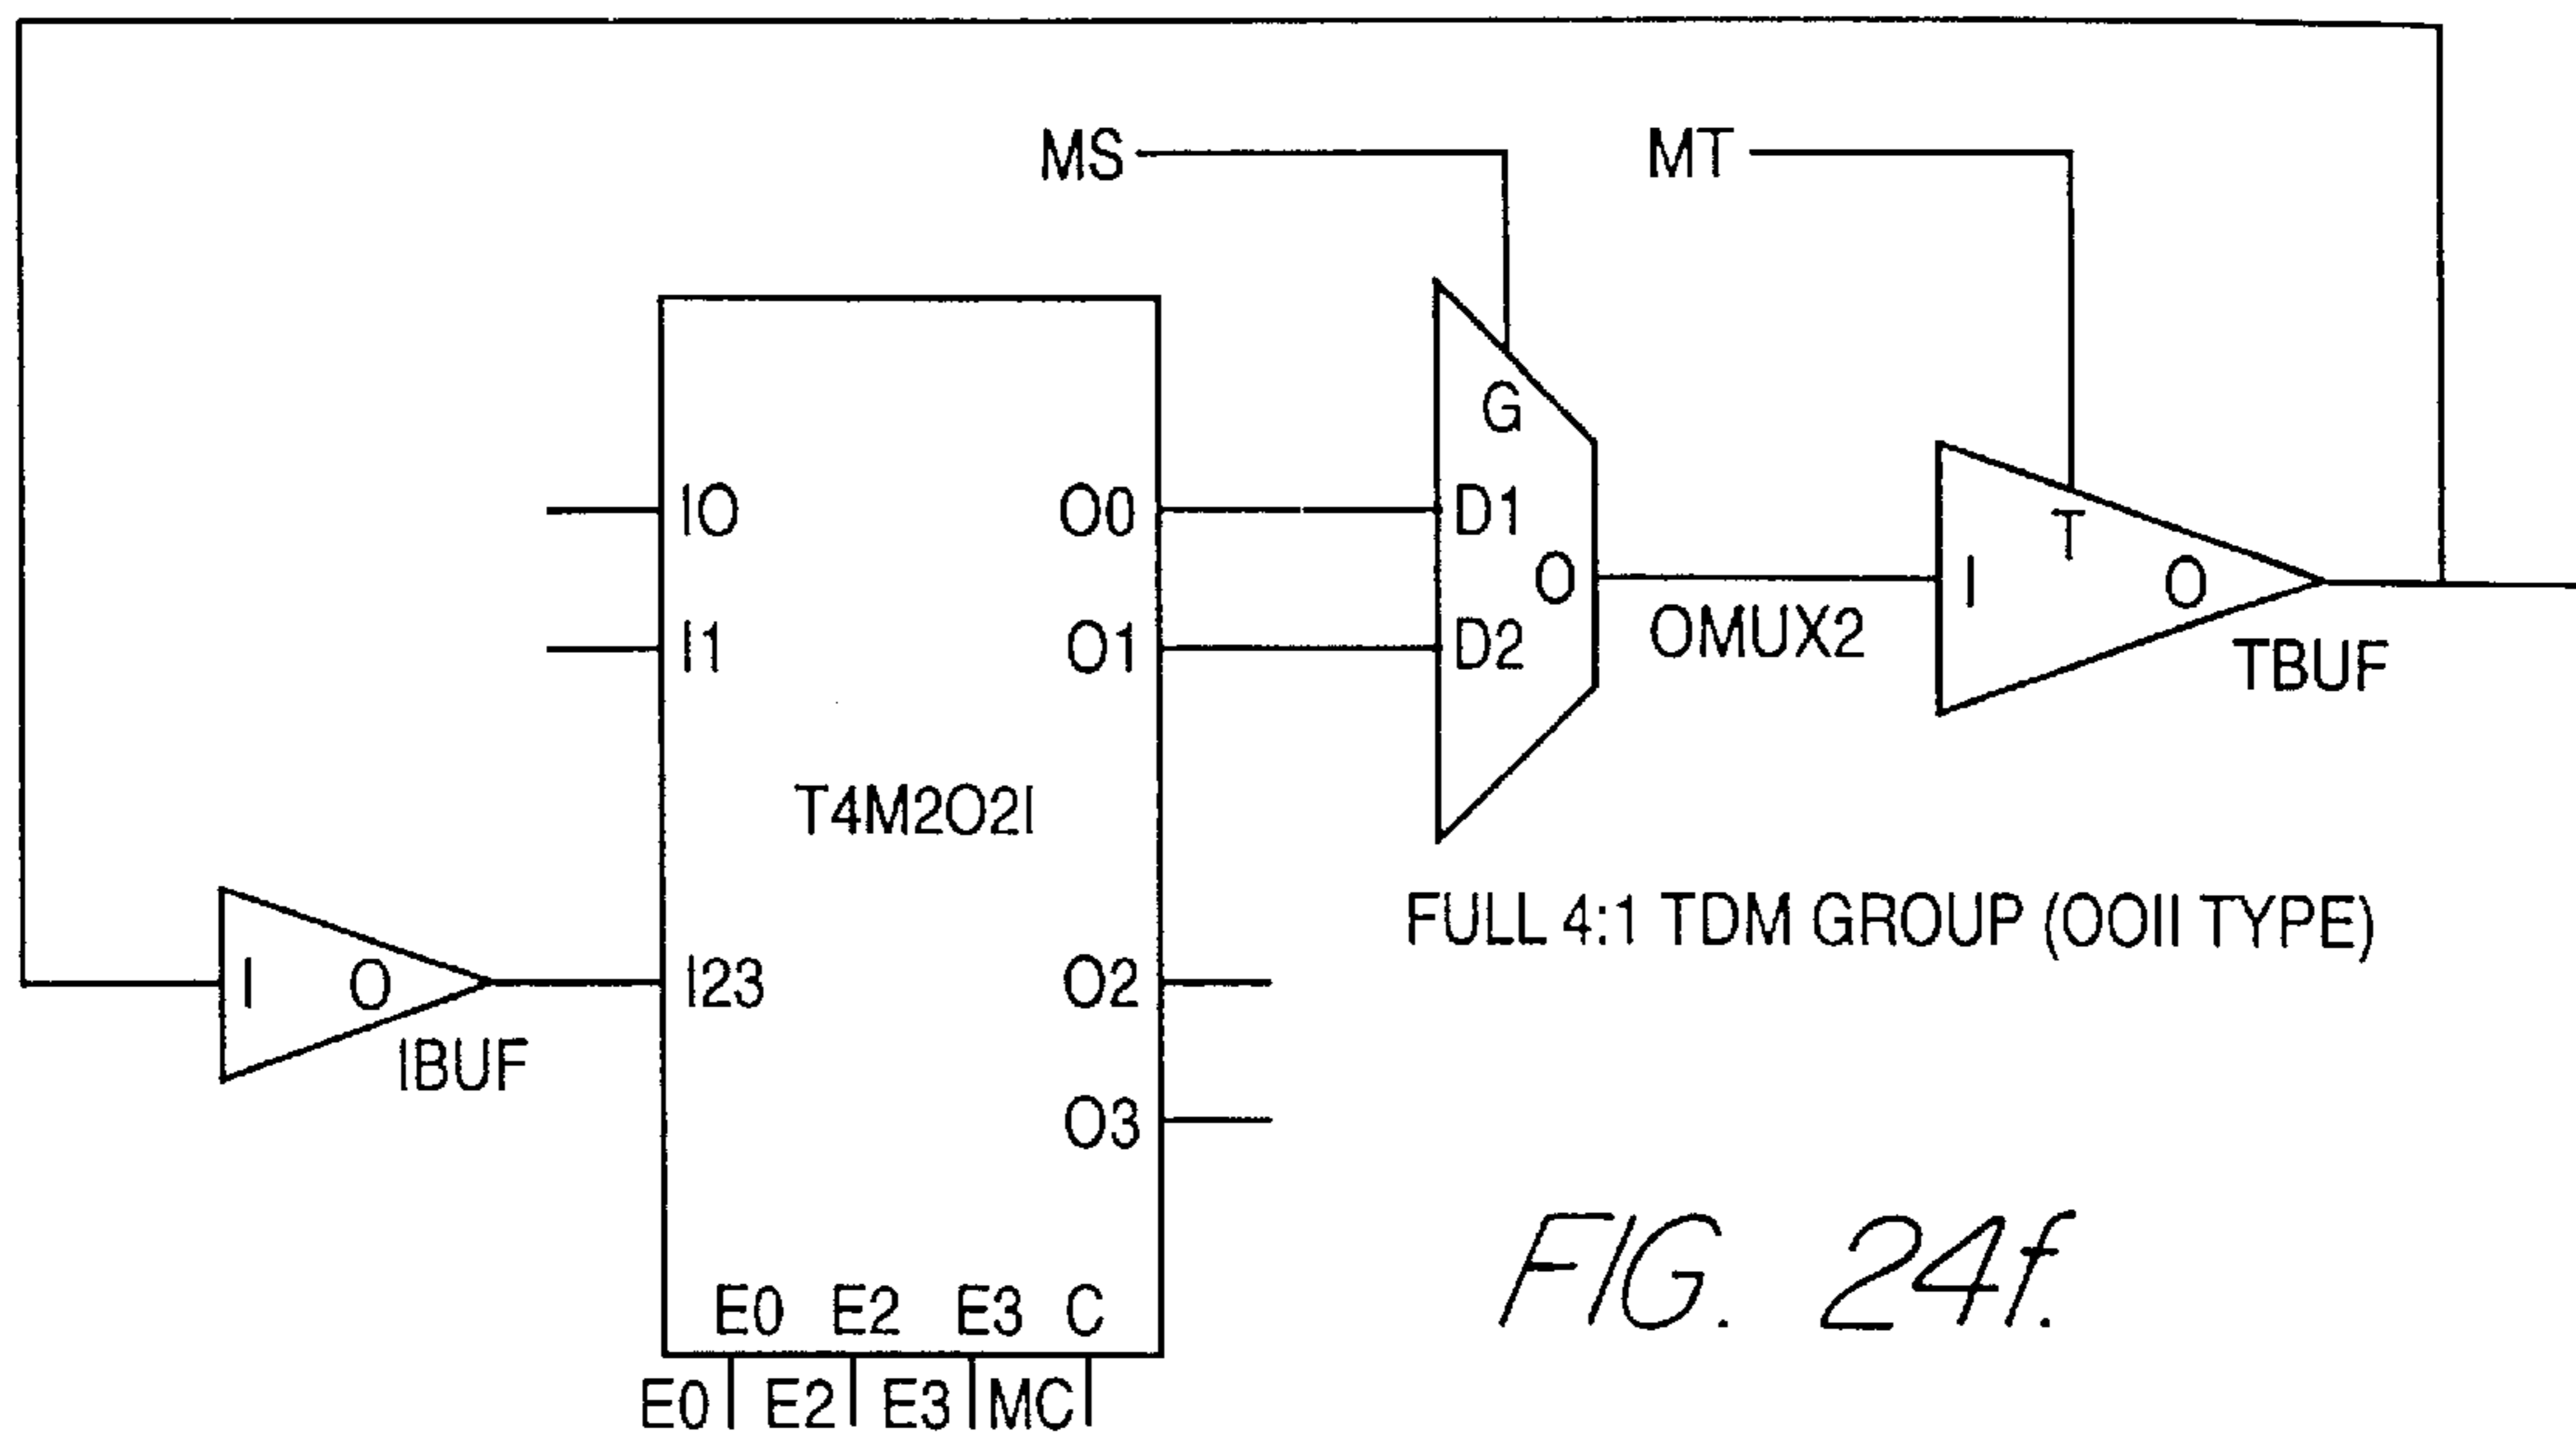 MS
MT
G
I0 O0 D1
T
I O
O
I1 O1 D2
OMUX2
TBUF
T4M2O2I
FULL 4:1 TDM GROUP (OOII TYPE)
I O I23 O2
IBUF
O3
E0 E2 E3 C
E0 E2 E3 MC
FIG. 24f.